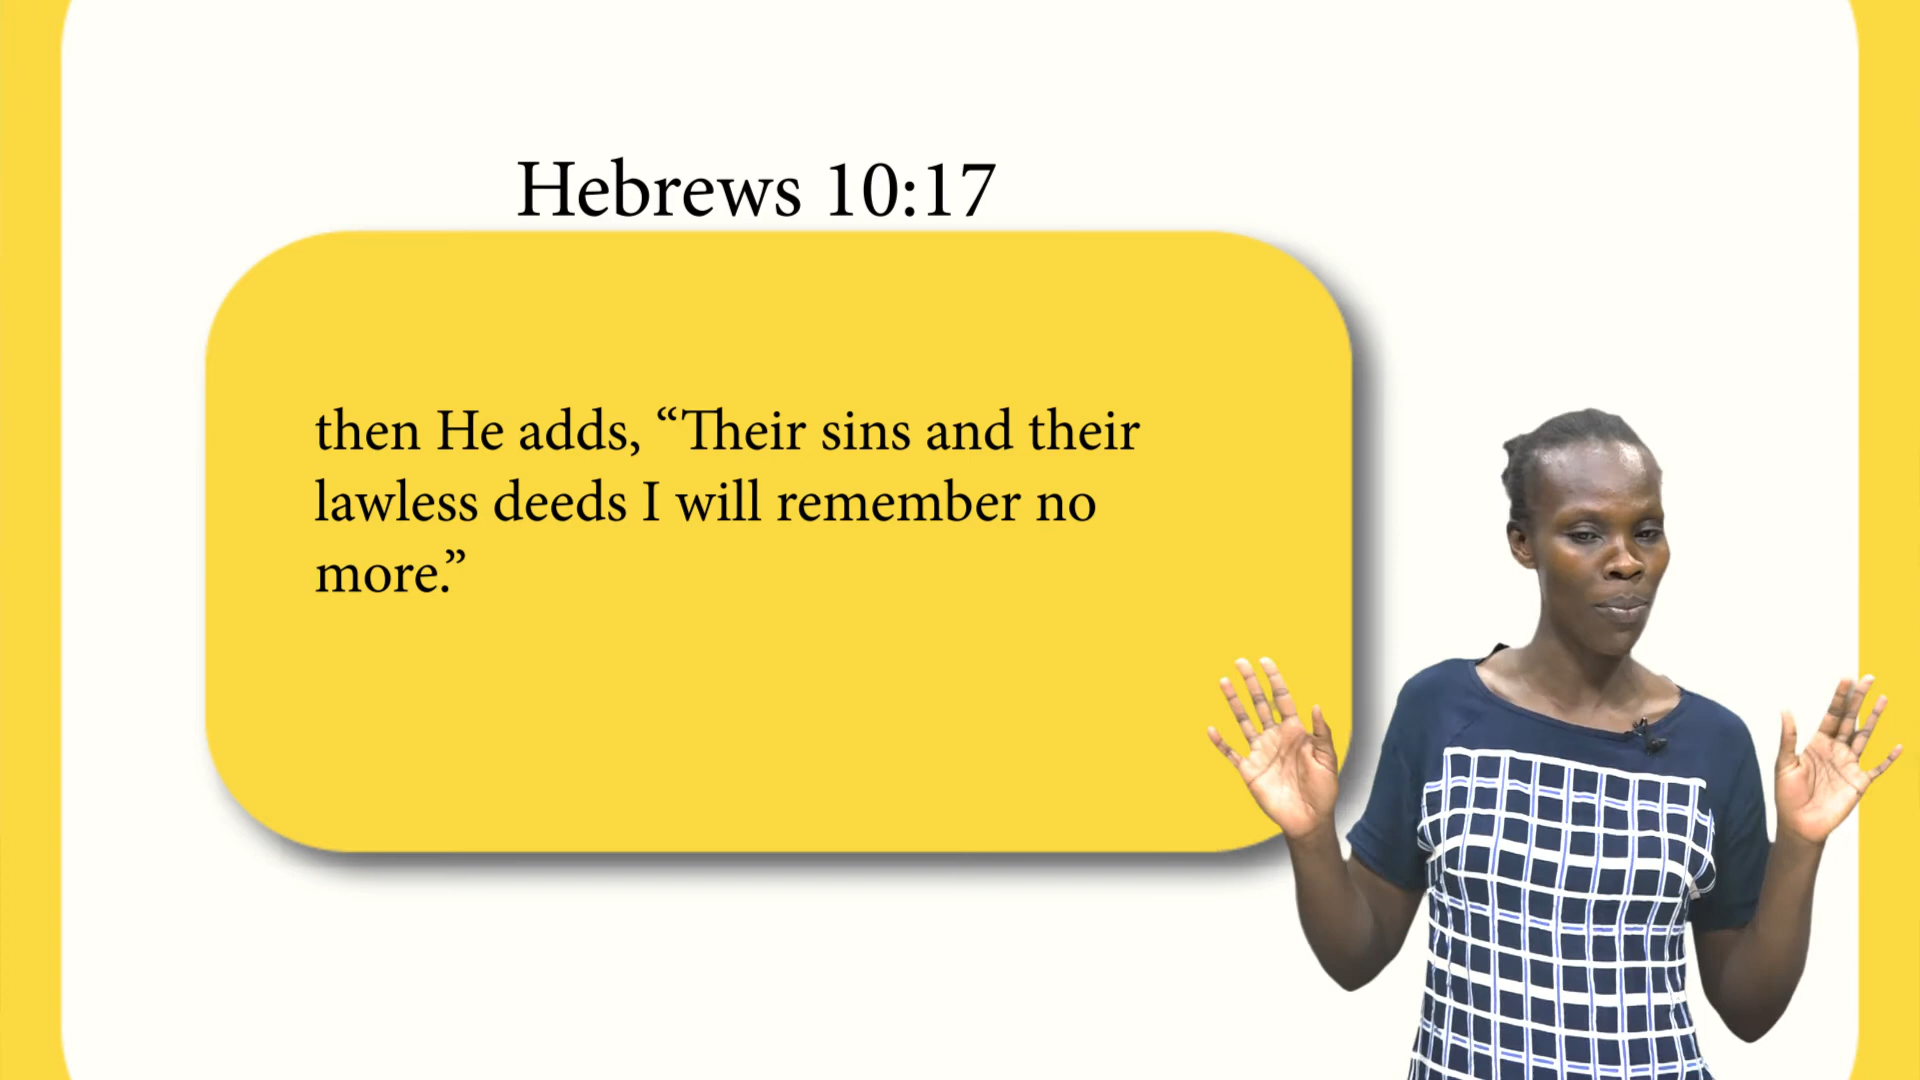 Hebrews 10:17
then He adds, “Their sins and their
lawless deeds I will remember no
more.”